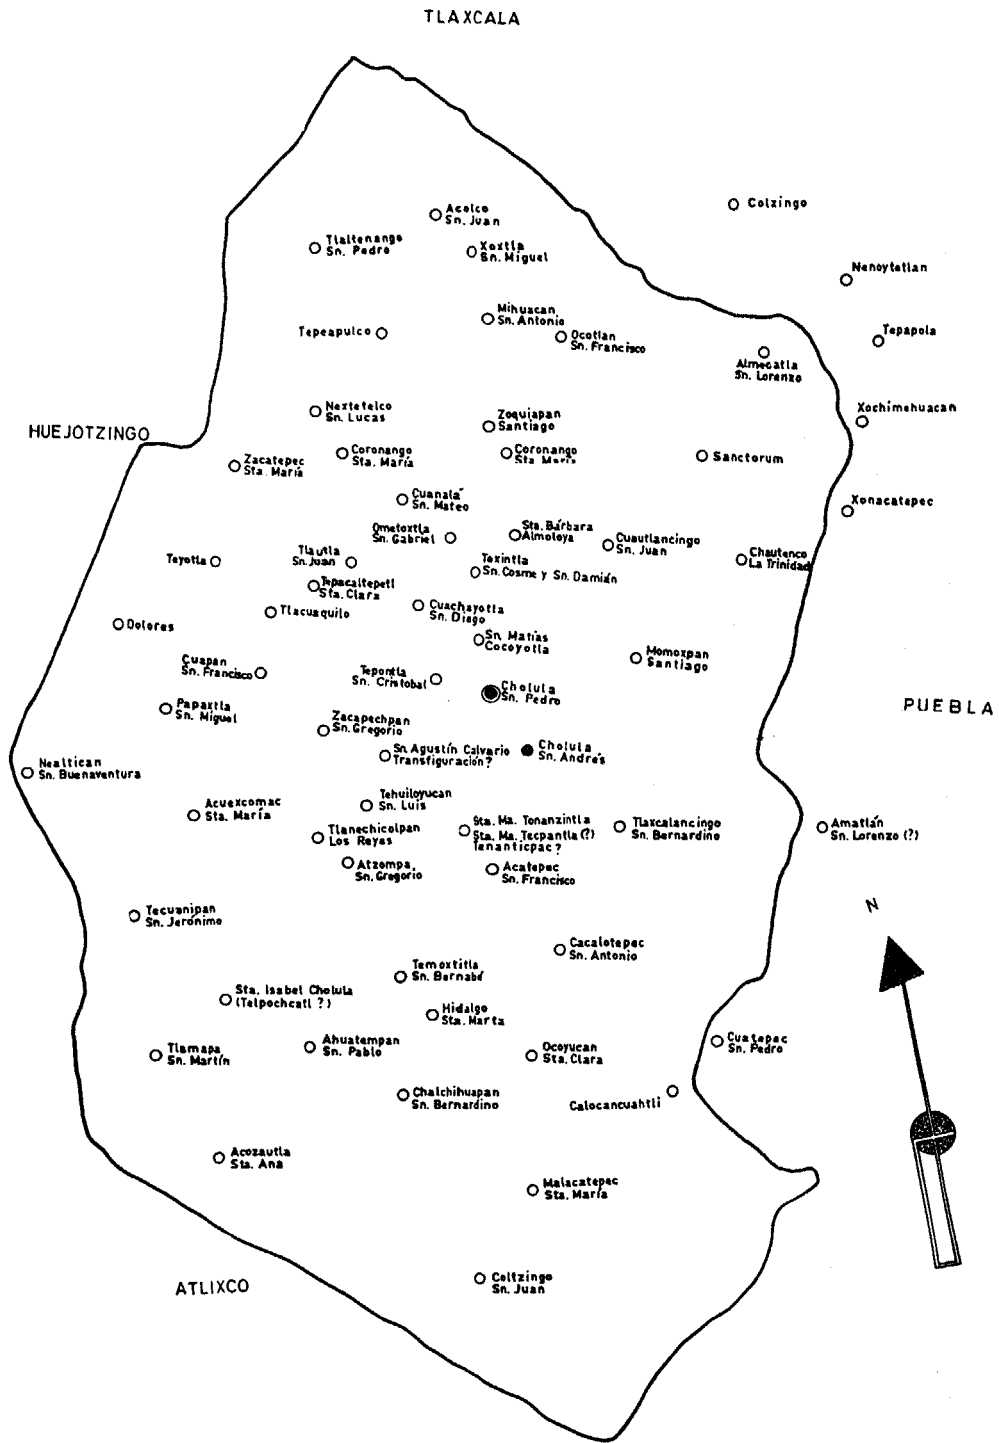 TLAXCALA
Colzingo
Acolco
Sn. Juan
Tlaltenango
Sn. Pedro
Xoxtla
Sn. Miguel
Nenoytetlan
Mihuacan
Sn. Antonio
Tepeapulco
Ocotlan
Sn. Francisco
Tepapola
Almecatla
Sn. Lorenzo
Nextetelco
Sn. Lucas
Zoquiapan
Santiago
Xochimehuacan
HUEJOTZINGO
Zacatepec
Sta. María
Coronango
Sta. María
Coronango
Sta. María
Sanctorum
Cuanalá
Sn. Mateo
Xonacatepec
Ometoxtla
Sn. Gabriel
Sta. Bárbara
Almoloya
Cuautlancingo
Sn. Juan
Chautenco
La Trinidad
Teyotla
Tlautla
Sn. Juan
Texintla
Sn. Cosme y Sn. Damián
Tepacaltepetl
Sta. Clara
Tlacuaquilo
Cuachayotla
Sn. Diego
Dolores
Sn. Matías
Cocoyotla
Momoxpan
Santiago
Cuapan
Sn. Francisco
Tepontla
Sn. Cristobal
Cholula
Sn. Pedro
Papaxtla
Sn. Miguel
PUEBLA
Zacapechpan
Sn. Gregorio
Sn. Agustín Calvario
Transfiguración?
Cholula
Sn. Andrés
Nealtican
Sn. Buenaventura
Acuexcomac
Sta. María
Tehuiloyucan
Sn. Luis
Tlanechicolpan
Los Reyes
Sta. Ma. Tonanzintla
Sta. Ma. Tecpantla (?)
Tenanticpac?
Tlaxcalancingo
Sn. Bernardino
Amatlán
Sn. Lorenzo (?)
Atzompa
Sn. Gregorio
Acatepec
Sn. Francisco
Tecuanipan
Sn. Jerónimo
N
Cacalotepec
Sn. Antonio
Temoxtitla
Sn. Bernabé
Sta. Isabel Cholula
(Telpochcatl ?)
Hidalgo
Sta. Marta
Tlamapa
Sn. Martín
Ahuatempan
Sn. Pablo
Ocoyucan
Sta. Clara
Cuatepec
Sn. Pedro
Chalchihuapan
Sn. Bernardino
Calocancuahtli
Acozautla
Sta. Ana
Malacatepec
Sta. María
ATLIXCO
Coltzingo
Sn. Juan